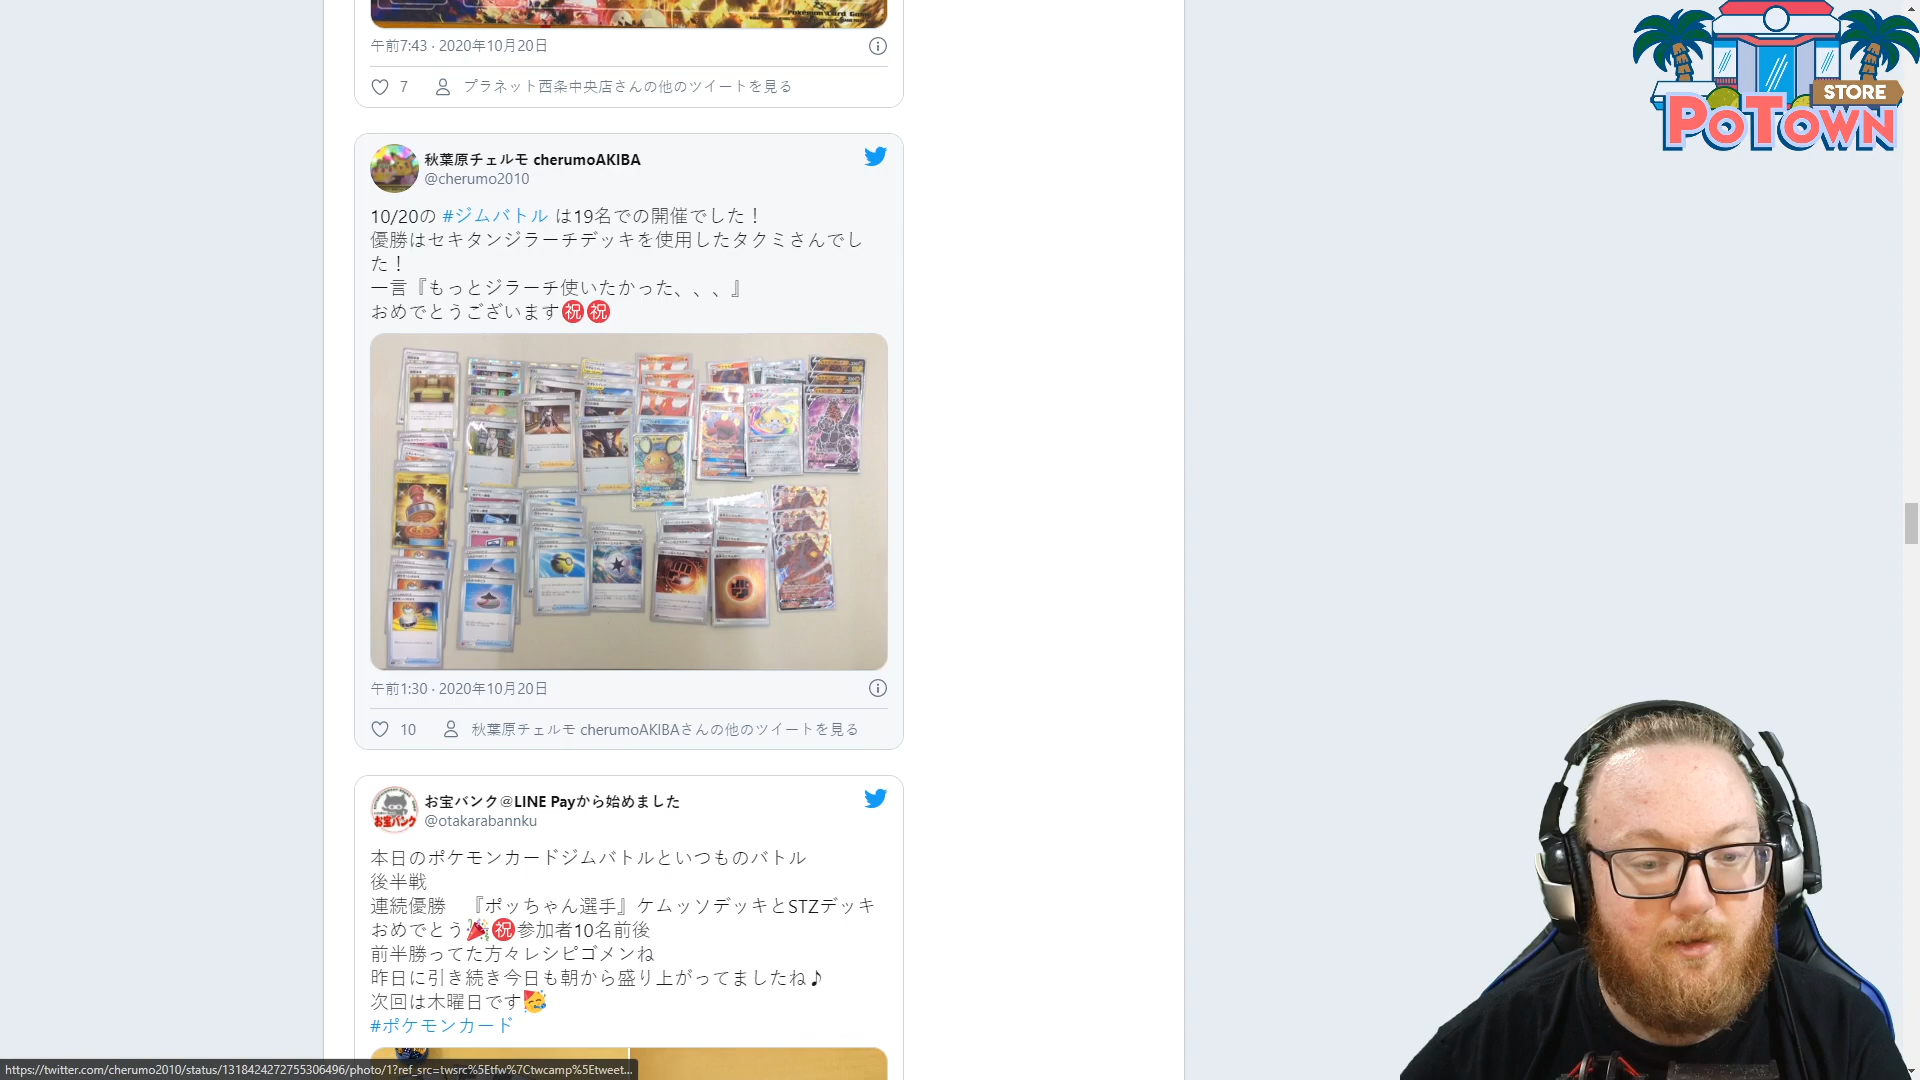 午前7:43 · 2020年10月20日
7 プラネット西条中央店さんの他のツイートを見る
STORE
PoTown
秋葉原チェルモ cherumoAKIBA
@cherumo2010
10/20の #ジムバトル は19名での開催でした！
優勝はセキタンジラーチデッキを使用したタクミさんでし
た！
一言『もっとジラーチ使いたかった、、、』
おめでとうございます㊗㊗
午前1:30 · 2020年10月20日
10 秋葉原チェルモ cherumoAKIBAさんの他のツイートを見る
お宝バンク＠LINE Payから始めました
@otakarabannku
本日のポケモンカードジムバトルといつものバトル
後半戦
連続優勝　『ポッちゃん選手』ケムッソデッキとSTZデッキ
おめでとう🎉㊗参加者10名前後
前半勝ってた方々レシピゴメンね
昨日に引き続き今日も朝から盛り上がってましたね♪
次回は木曜日です🥳
#ポケモンカード
https://twitter.com/cherumo2010/status/1318424272755306496/photo/1?ref_src=twsrc%5Etfw%7Ctwcamp%5Etweet...